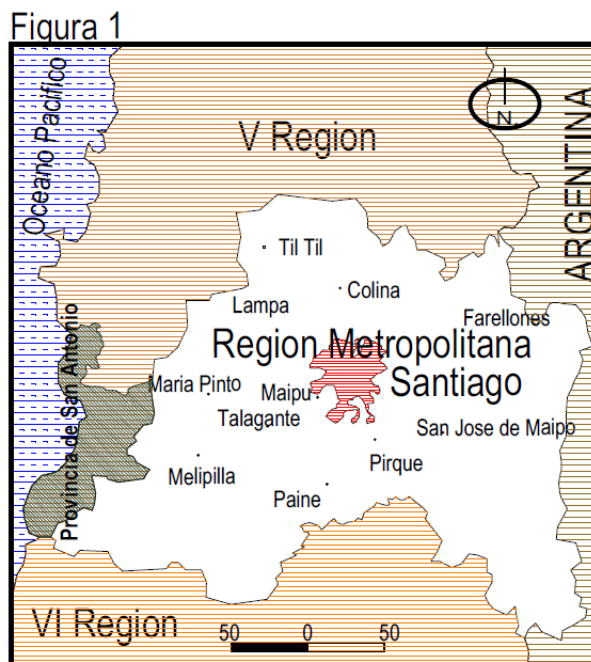 Figura 1
Oceano Pacifico
V Region
N
ARGENTINA
Til Til
Colina
Lampa
Farellones
Region Metropolitana
Santiago
Provincia de San Antonio
Maria Pinto
Maipu
Talagante
San Jose de Maipo
Pirque
Melipilla
Paine
VI Region
50 0 50